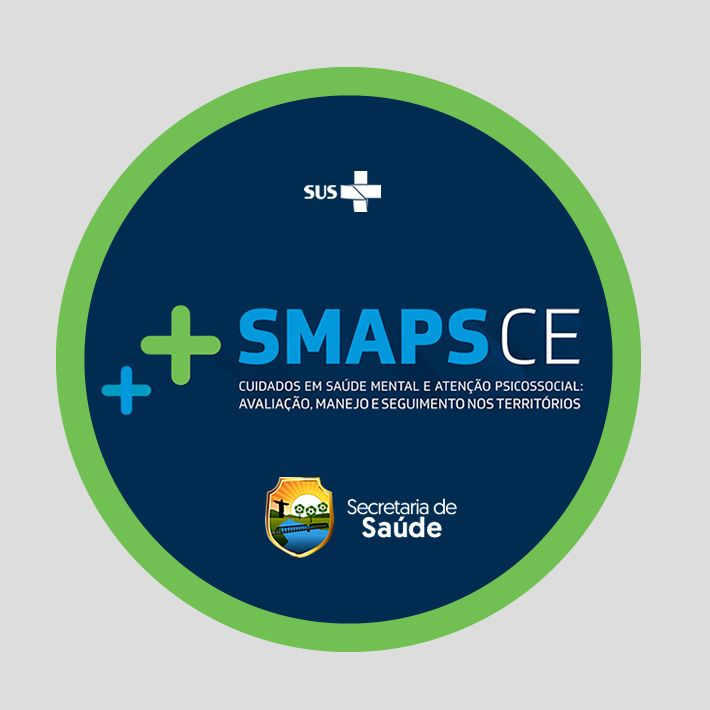 SUS
SMAPS CE
CUIDADOS EM SAÚDE MENTAL E ATENÇÃO PSICOSSOCIAL:
AVALIAÇÃO, MANEJO E SEGUIMENTO NOS TERRITÓRIOS
Secretaria de
Saúde